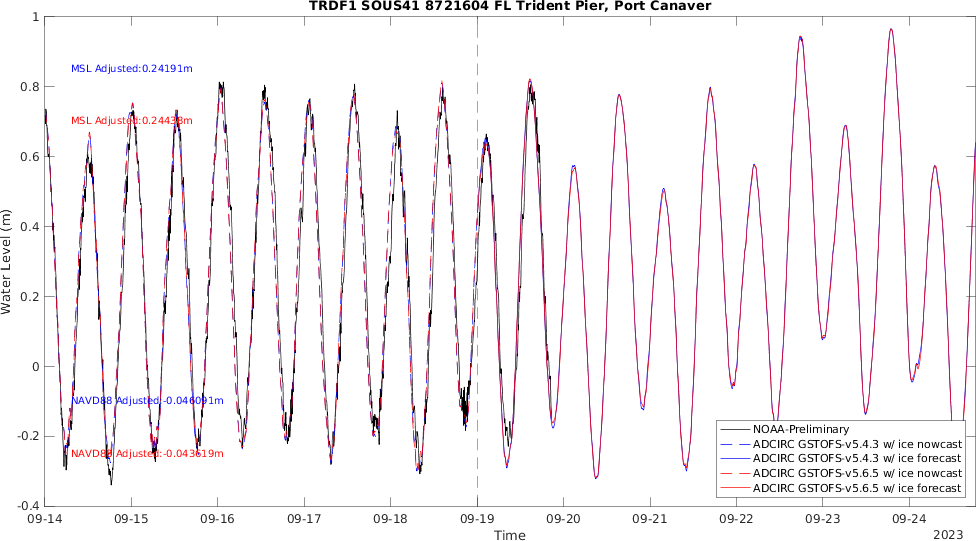 TRDF1 SOUS41 8721604 FL Trident Pier, Port Canaver
1
0.8
0.6
0.4
0.2
0
-0.2
-0.4
Water Level (m)
MSL Adjusted:0.24191m
MSL Adjusted:0.24438m
NAVD88 Adjusted:-0.046091m
NAVD88 Adjusted:-0.043619m
NOAA-Preliminary
ADCIRC GSTOFS-v5.4.3 w/ ice nowcast
ADCIRC GSTOFS-v5.4.3 w/ ice forecast
ADCIRC GSTOFS-v5.6.5 w/ ice nowcast
ADCIRC GSTOFS-v5.6.5 w/ ice forecast
09-14 09-15 09-16 09-17 09-18 09-19 09-20 09-21 09-22 09-23 09-24
Time
2023